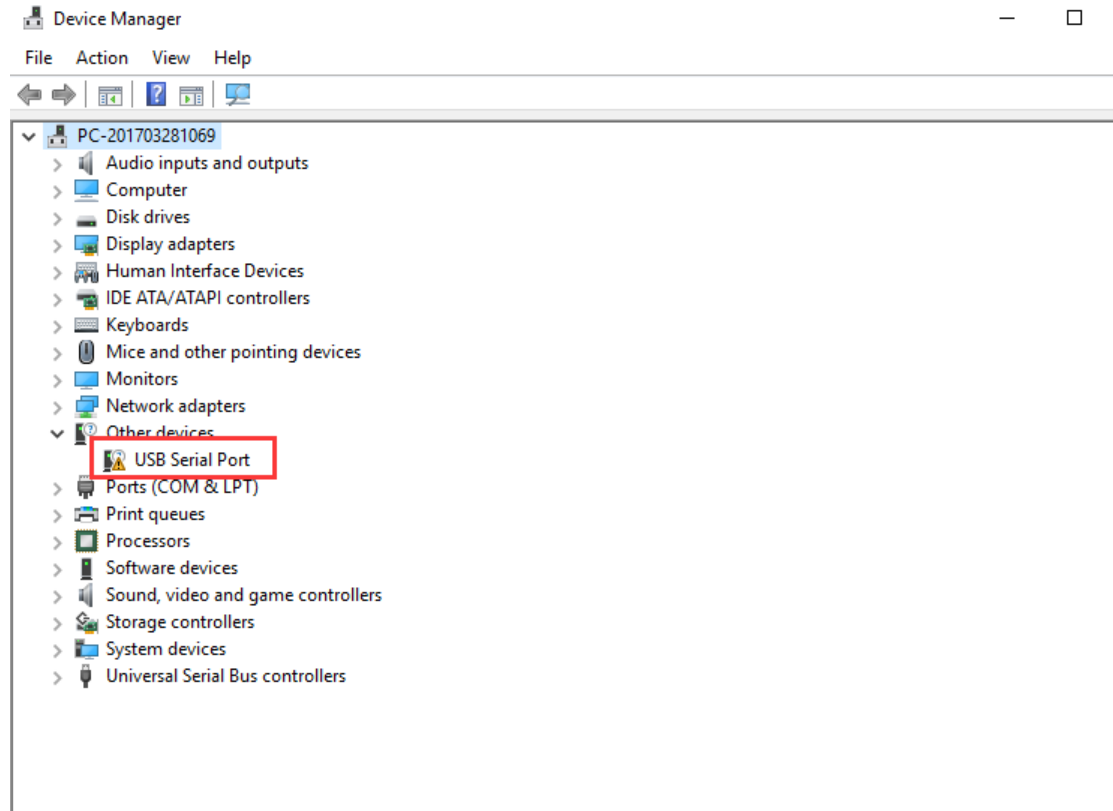 Device Manager
File Action View Help
PC-201703281069
Audio inputs and outputs
Computer
Disk drives
Display adapters
Human Interface Devices
IDE ATA/ATAPI controllers
Keyboards
Mice and other pointing devices
Monitors
Network adapters
Other devices
USB Serial Port
Ports (COM & LPT)
Print queues
Processors
Software devices
Sound, video and game controllers
Storage controllers
System devices
Universal Serial Bus controllers